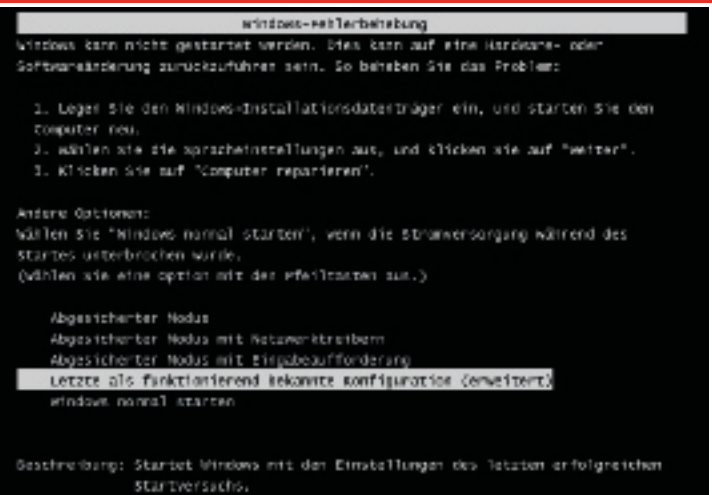 Windows-Fehlerbehebung
Windows kann nicht gestartet werden. Dies kann auf eine Hardware- oder
Softwareänderung zurückzuführen sein. So beheben Sie das Problem:
1. Legen Sie den Windows-Installationsdatenträger ein, und starten Sie den
Computer neu.
2. Wählen Sie die Spracheinstellungen aus, und klicken Sie auf "Weiter".
3. Klicken Sie auf "Computer reparieren".
Andere Optionen:
Wählen Sie "Windows normal starten", wenn die Stromversorgung während des
Startes unterbrochen wurde.
(Wählen Sie eine Option mit den Pfeiltasten aus.)
Abgesicherter Modus
Abgesicherter Modus mit Netzwerktreibern
Abgesicherter Modus mit Eingabeaufforderung
Letzte als funktionierend bekannte Konfiguration (erweitert)
Windows normal starten
Beschreibung: Startet Windows mit den Einstellungen des letzten erfolgreichen
Startversuchs.